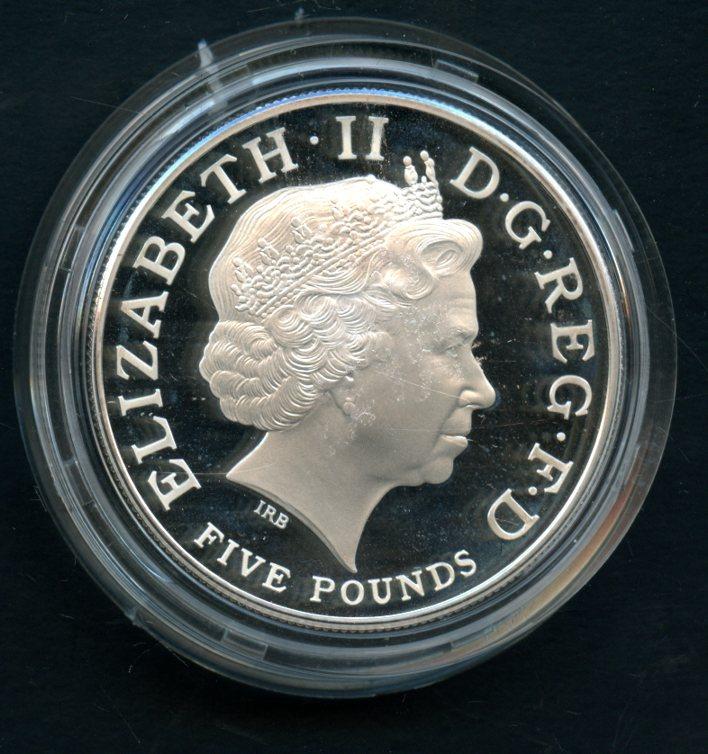 ELIZABETH · II D · G · REG · F · D
IRB
FIVE POUNDS